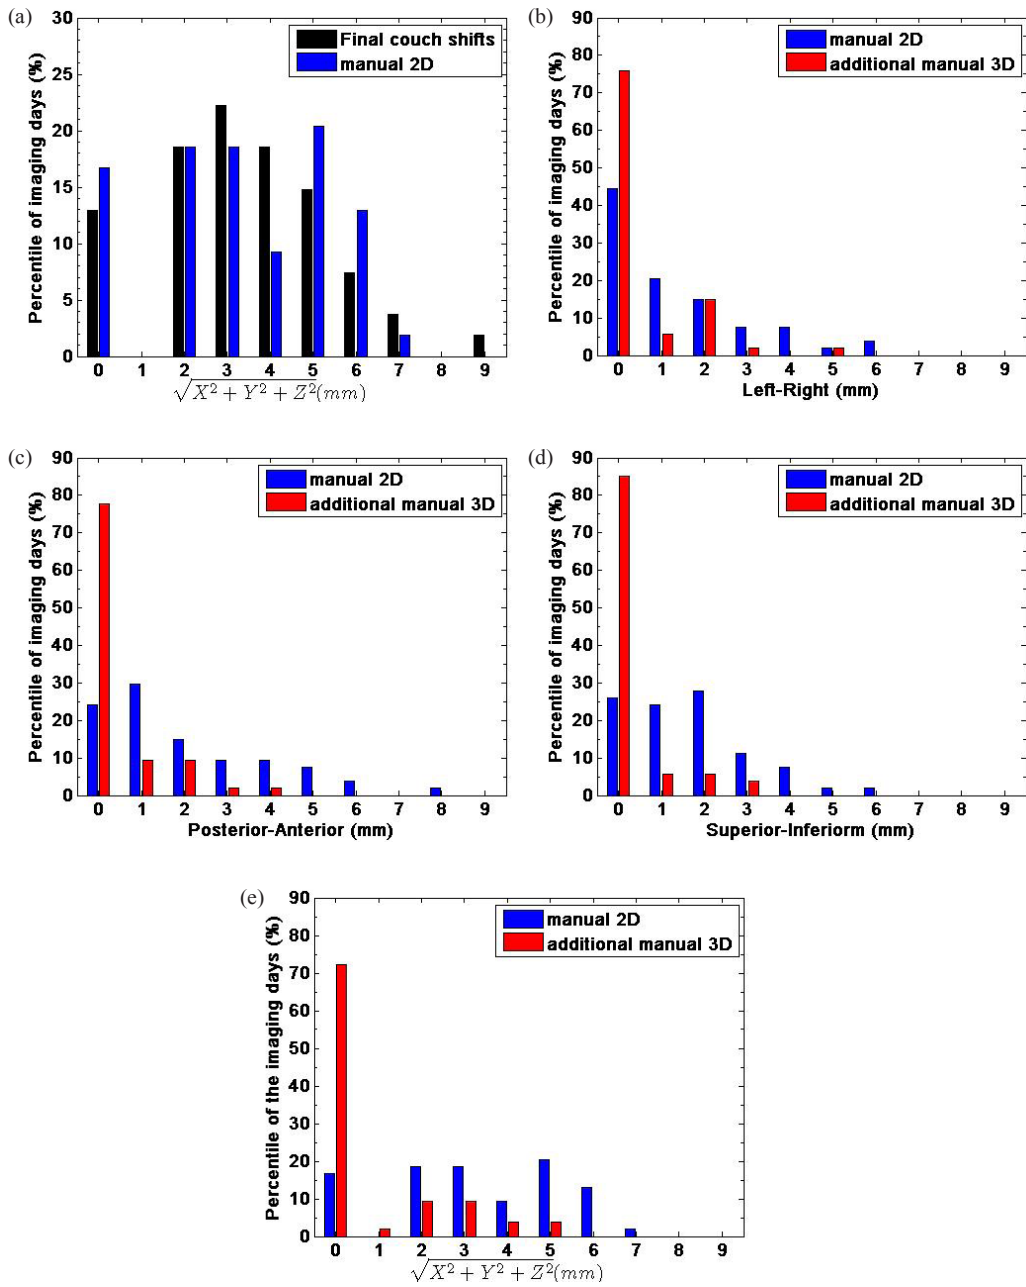 (a)
30
25
20
15
10
5
0
Percentile of imaging days (%)
Final couch shifts
manual 2D
0 1 2 3 4 5 6 7 8 9
√X² + Y² + Z²(mm)
(b)
90
80
70
60
50
40
30
20
10
0
Percentile of imaging days (%)
manual 2D
additional manual 3D
0 1 2 3 4 5 6 7 8 9
Left-Right (mm)
(c)
90
80
70
60
50
40
30
20
10
0
Percentile of imaging days (%)
manual 2D
additional manual 3D
0 1 2 3 4 5 6 7 8 9
Posterior-Anterior (mm)
(d)
90
80
70
60
50
40
30
20
10
0
Percentile of imaging days (%)
manual 2D
additional manual 3D
0 1 2 3 4 5 6 7 8 9
Superior-Inferiorm (mm)
(e)
90
80
70
60
50
40
30
20
10
0
Percentile of the imaging days (%)
manual 2D
additional manual 3D
0 1 2 3 4 5 6 7 8 9
√X² + Y² + Z²(mm)